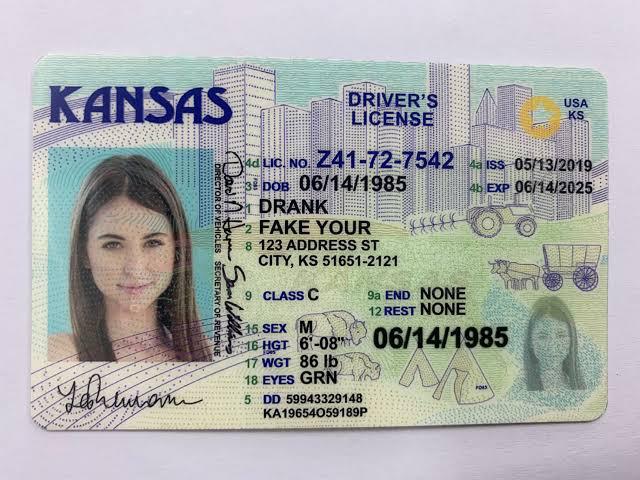 KANSAS
DRIVER'S
LICENSE
USA
KS
4d LIC. NO. Z41-72-7542
4a ISS 05/13/2019
3 DOB 06/14/1985
4b EXP 06/14/2025
1 DRANK
2 FAKE YOUR
8 123 ADDRESS ST
CITY, KS 51651-2121
9 CLASS C
9a END NONE
12 REST NONE
15 SEX M
16 HGT 6'-08"
06/14/1985
17 WGT 86 lb
18 EYES GRN
5 DD 59943329148
KA19654O59189P
DIRECTOR OF VEHICLES
SECRETARY OF REVENUE